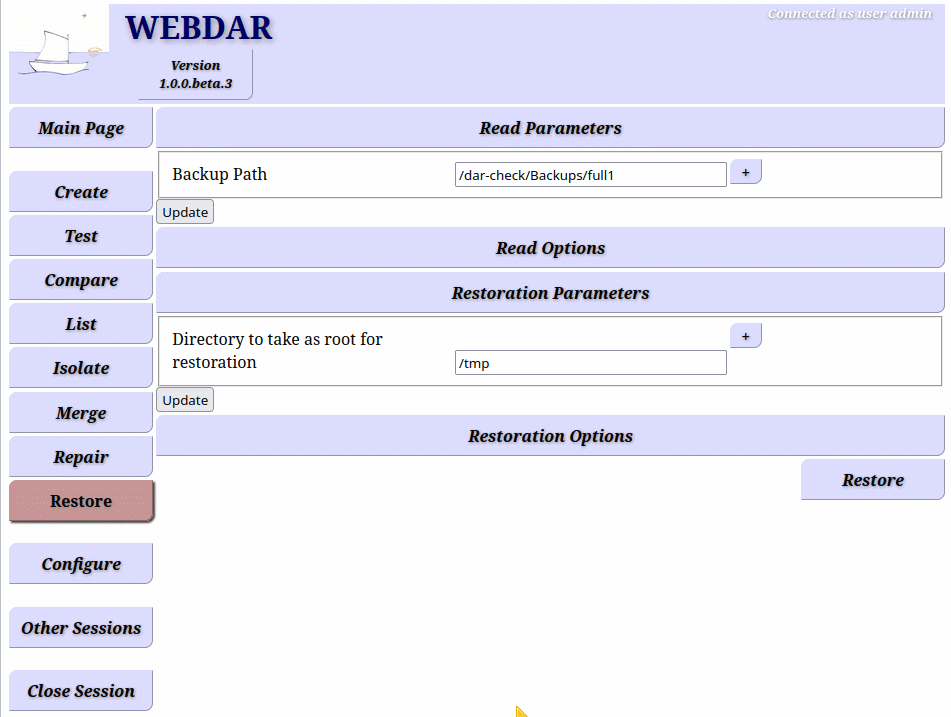 Connected as user admin
WEBDAR
Version
1.0.0.beta.3
Main Page
Create
Test
Compare
List
Isolate
Merge
Repair
Restore
Configure
Other Sessions
Close Session
Read Parameters
Backup Path
/dar-check/Backups/full1
+
Update
Read Options
Restoration Parameters
Directory to take as root for
restoration
/tmp
+
Update
Restoration Options
Restore